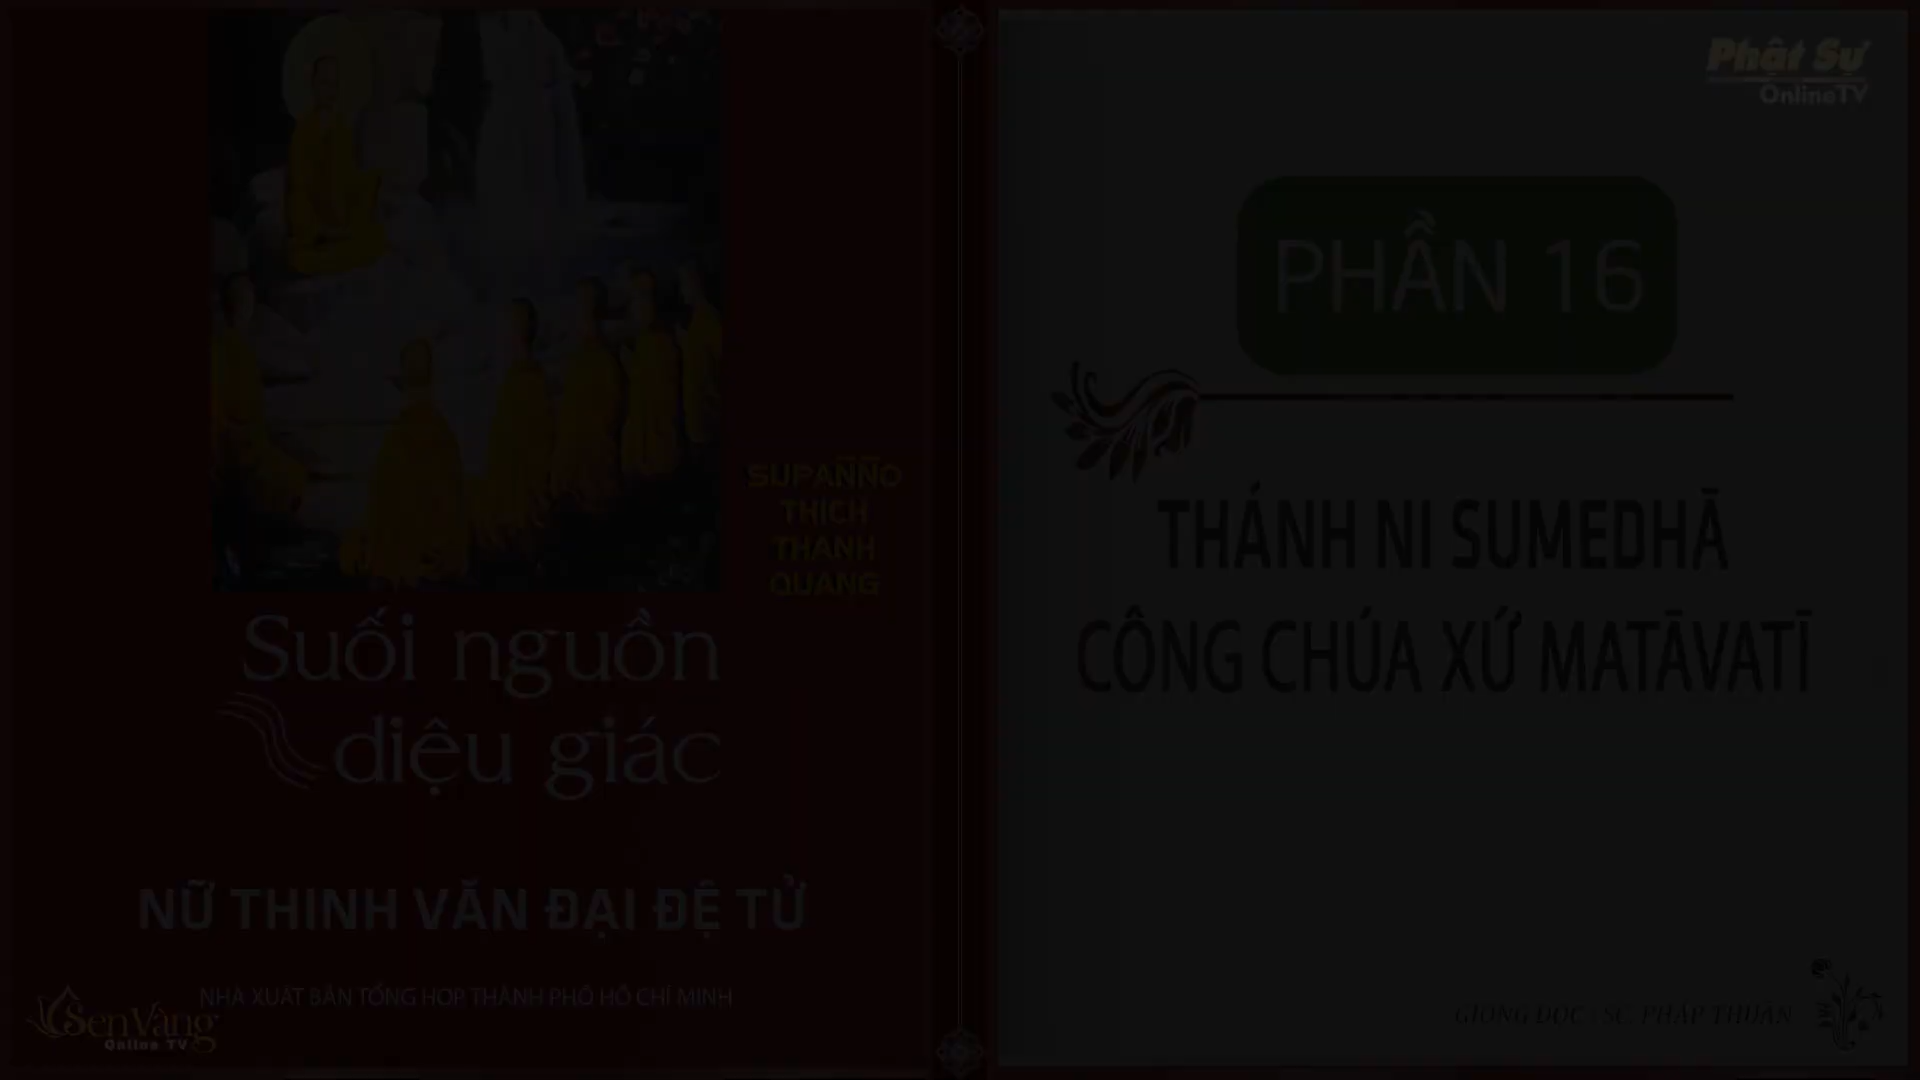 SUPAÑÑO
THÍCH
THANH
QUANG
Suối nguồn
diệu giác
NỮ THINH VĂN ĐẠI ĐỆ TỬ
NHÀ XUẤT BẢN TỔNG HỢP THÀNH PHỐ HỒ CHÍ MINH
SenVàng
Online TV
Phật Sự
OnlineTV
PHẦN 16
THÁNH NI SUMEDHĀ
CÔNG CHÚA XỨ MATĀVATĪ
GIỌNG ĐỌC : SC. PHÁP THUẬN